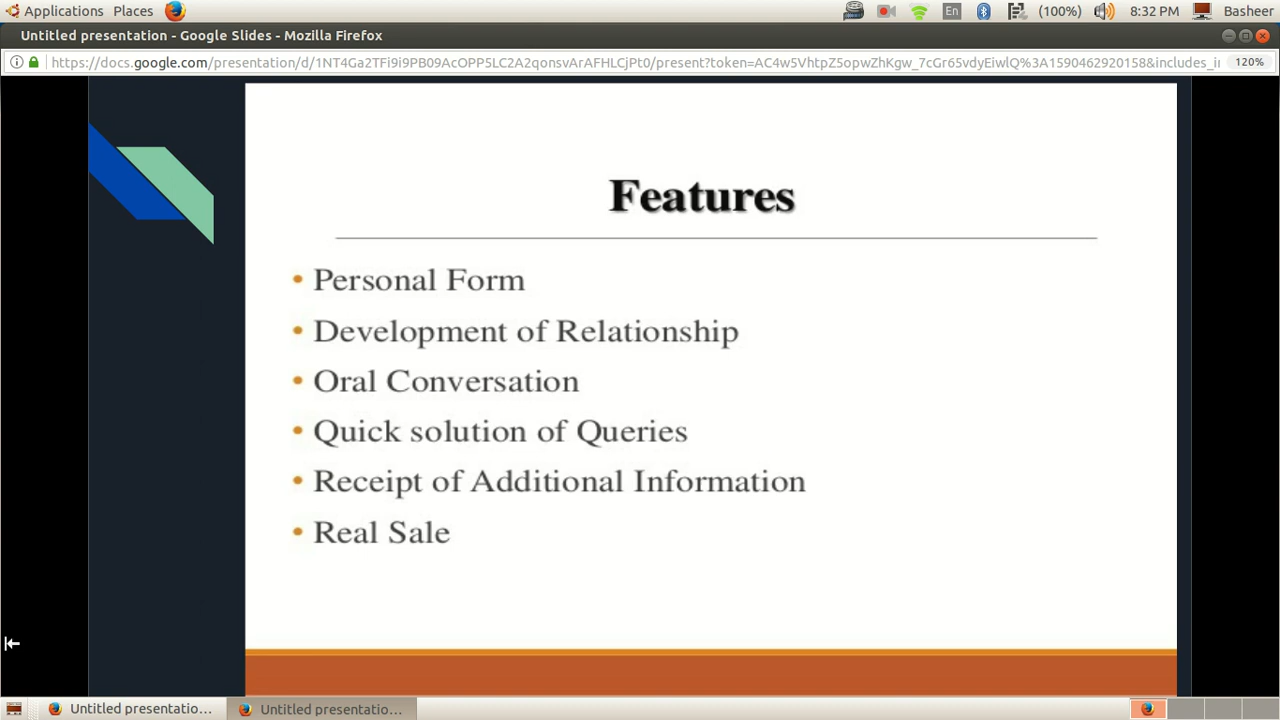 Applications Places En (100%) 8:32 PM Basheer
Untitled presentation - Google Slides - Mozilla Firefox
https://docs.google.com/presentation/d/1NT4Ga2TFi9i9PB09AcOPP5LC2A2qonsvArAFHLCjPt0/present?token=AC4w5VhtpZ5opwZhKgw_7cGr65vdyEiwlQ%3A1590462920158&includes_i 120%
Features
• Personal Form
• Development of Relationship
• Oral Conversation
• Quick solution of Queries
• Receipt of Additional Information
• Real Sale
Untitled presentatio... Untitled presentatio...